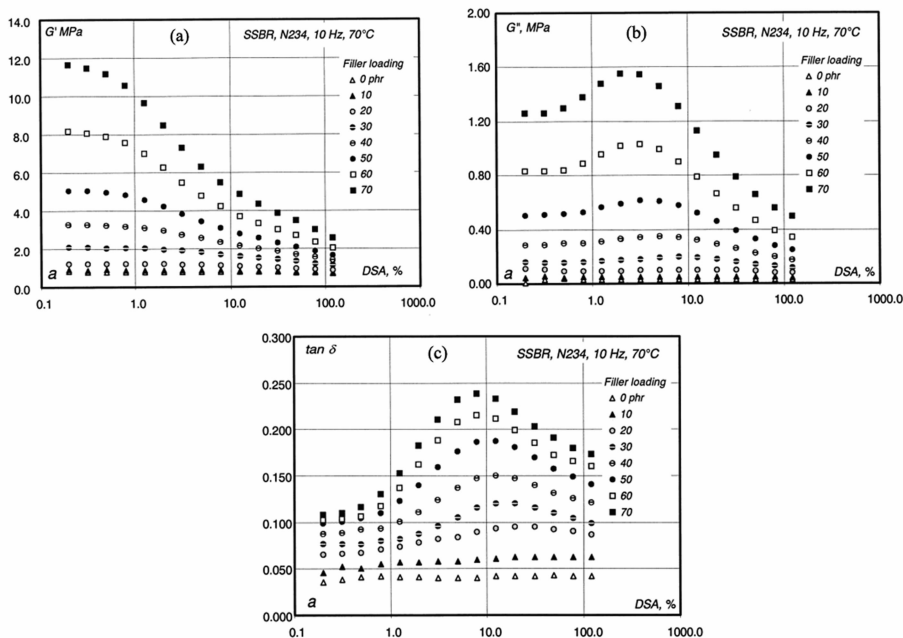 14.0
G' MPa
(a)
SSBR, N234, 10 Hz, 70°C
12.0
Filler loading
0 phr
10.0
10
20
8.0
30
40
6.0
50
60
4.0
70
2.0
a
DSA, %
0.0
0.1
1.0
10.0
100.0
1000.0
2.00
G", MPa
(b)
SSBR, N234, 10 Hz, 70°C
Filler loading
1.60
0 phr
10
20
1.20
30
40
50
0.80
60
70
0.40
a
DSA, %
0.00
0.1
1.0
10.0
100.0
1000.0
0.300
tan δ
(c)
SSBR, N234, 10 Hz, 70°C
0.250
Filler loading
0 phr
10
0.200
20
30
0.150
40
50
60
0.100
70
0.050
a
DSA, %
0.000
0.1
1.0
10.0
100.0
1000.0